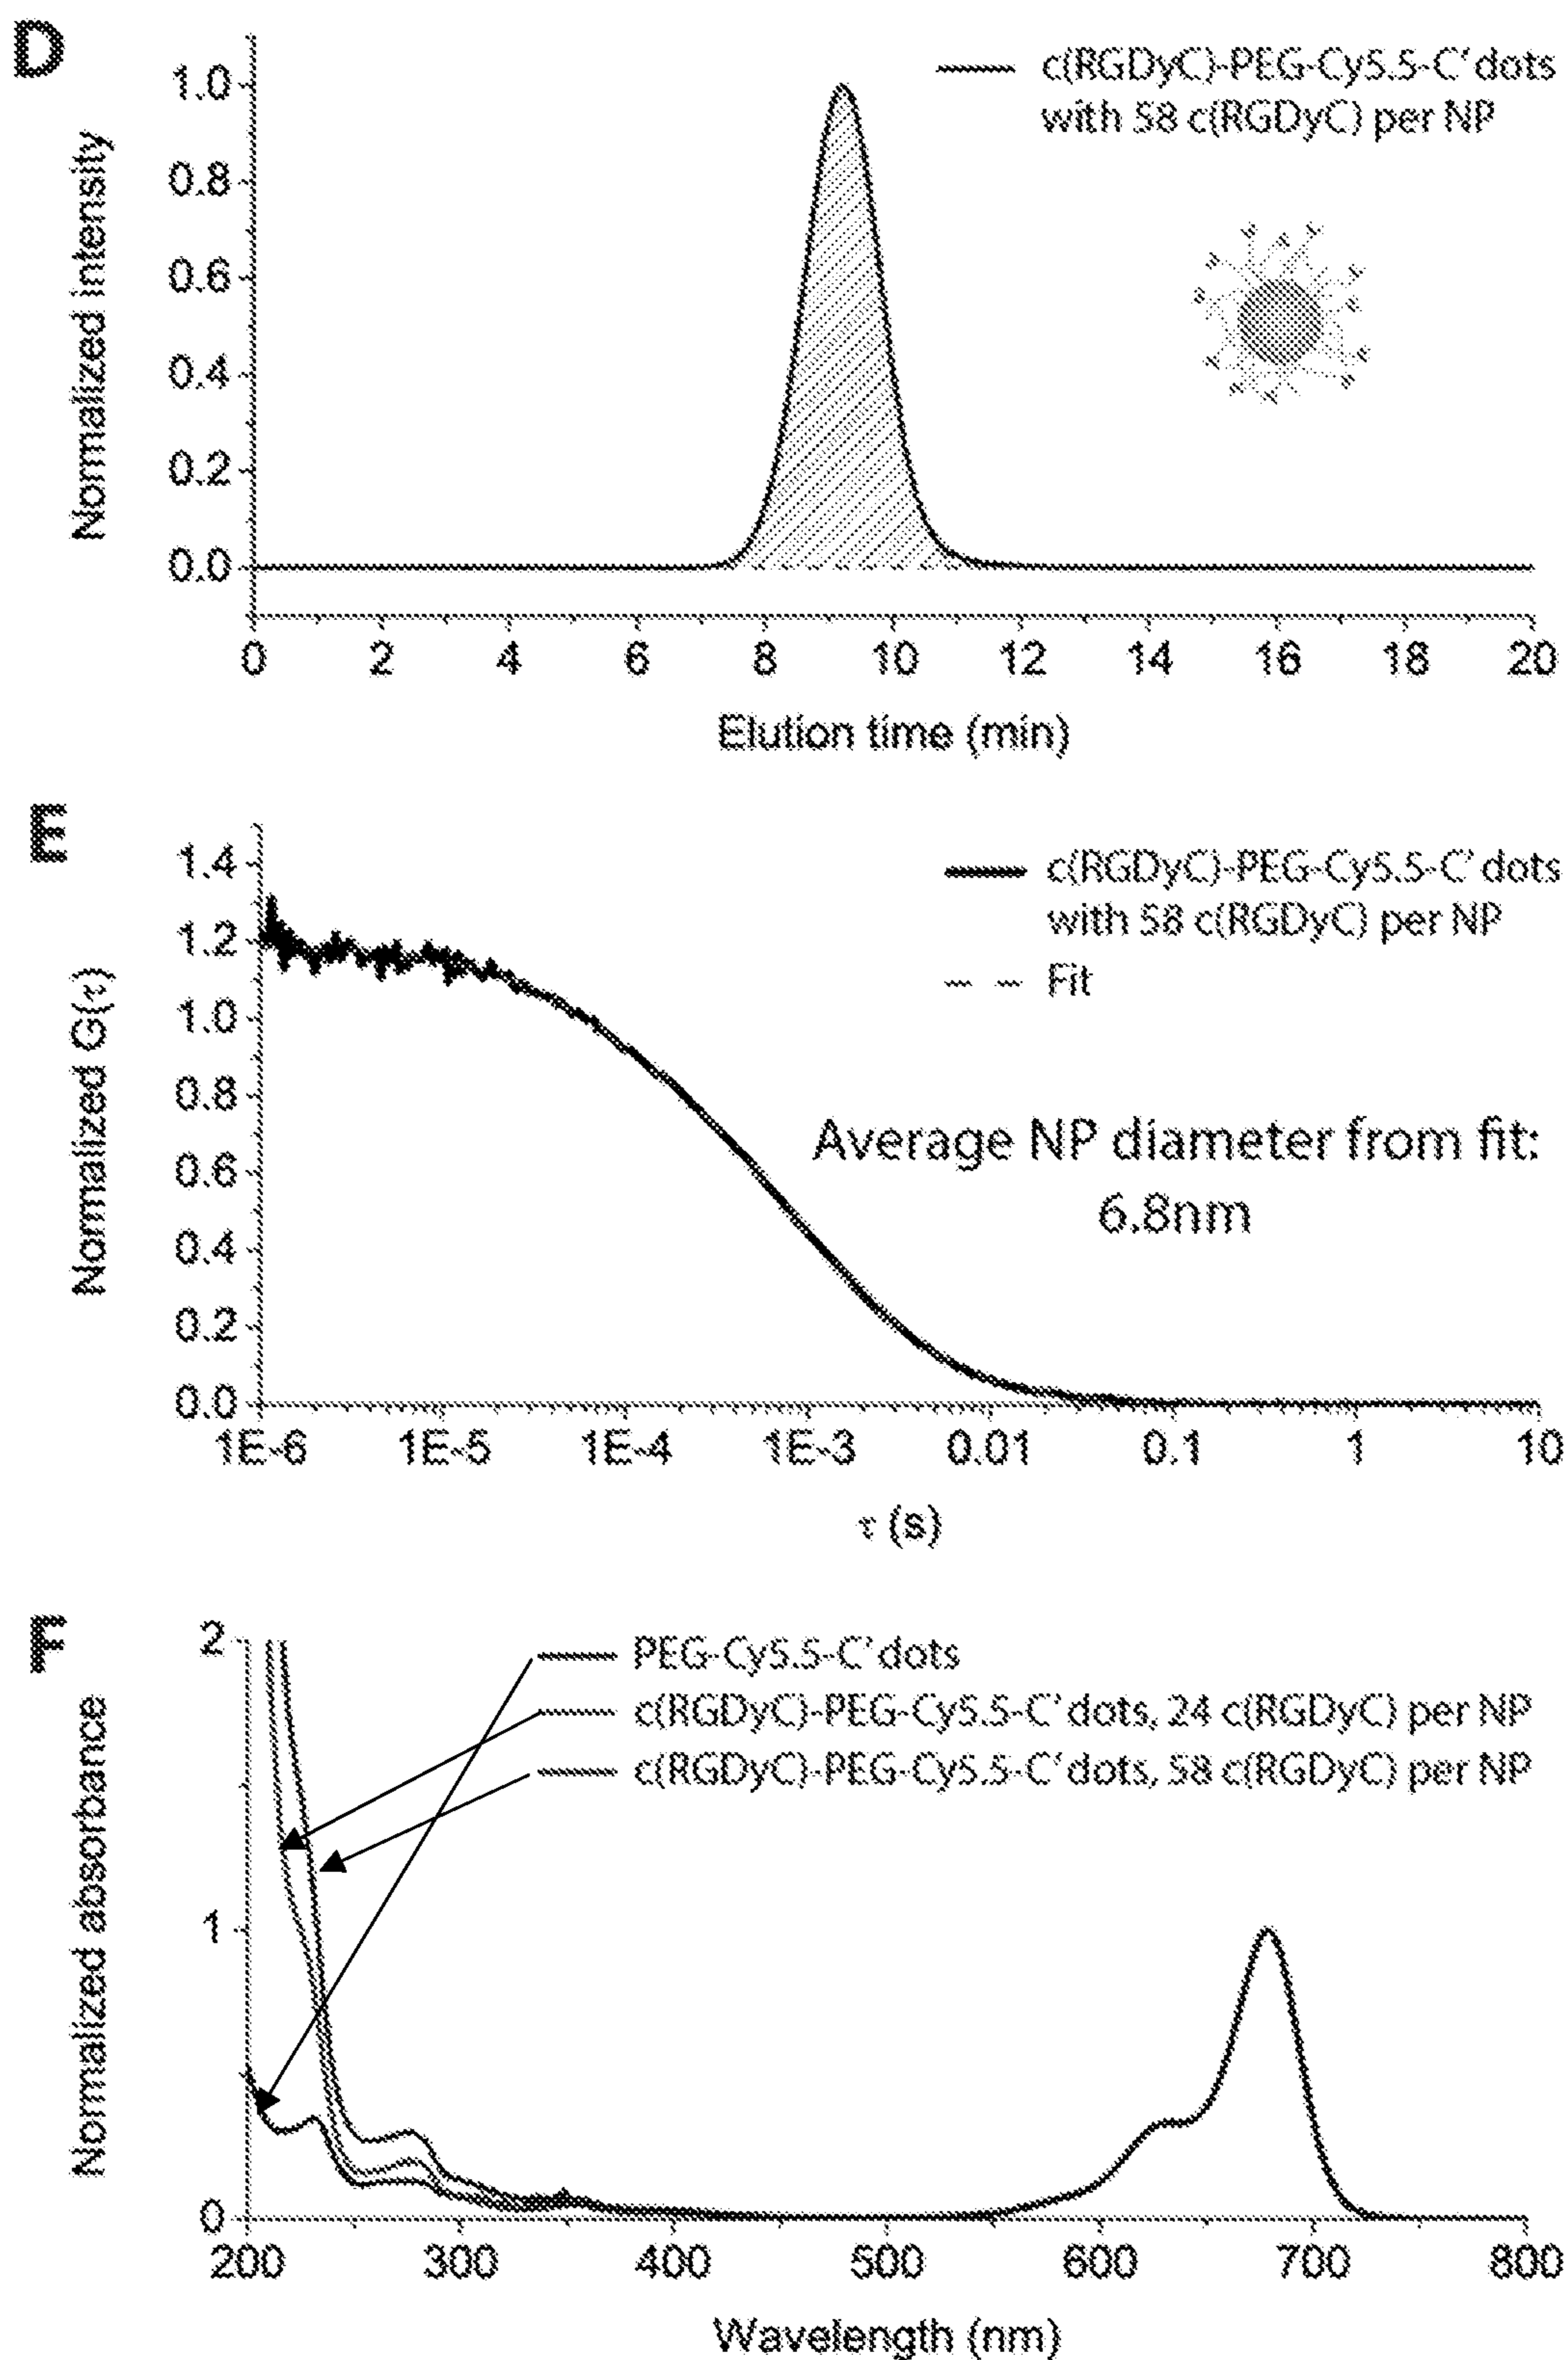 D
c(RGDyC)-PEG-Cy5.5-C' dots
with 58 c(RGDyC) per NP
Normalized intensity
1.0
0.8
0.6
0.4
0.2
0.0
0 2 4 6 8 10 12 14 16 18 20
Elution time (min)
E
c(RGDyC)-PEG-Cy5.5-C' dots
with 58 c(RGDyC) per NP
Fit
Normalized G(τ)
1.4
1.2
1.0
0.8
0.6
0.4
0.2
0.0
Average NP diameter from fit:
6.8nm
1E-6 1E-5 1E-4 1E-3 0.01 0.1 1 10
τ (s)
F
PEG-Cy5.5-C' dots
c(RGDyC)-PEG-Cy5.5-C' dots, 24 c(RGDyC) per NP
c(RGDyC)-PEG-Cy5.5-C' dots, 58 c(RGDyC) per NP
Normalized absorbance
2
1
0
200 300 400 500 600 700 800
Wavelength (nm)